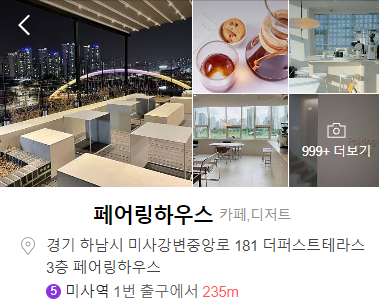 999+ 더보기
페어링하우스 카페,디저트
경기 하남시 미사강변중앙로 181 더퍼스트테라스
3층 페어링하우스
5 미사역 1번 출구에서 235m